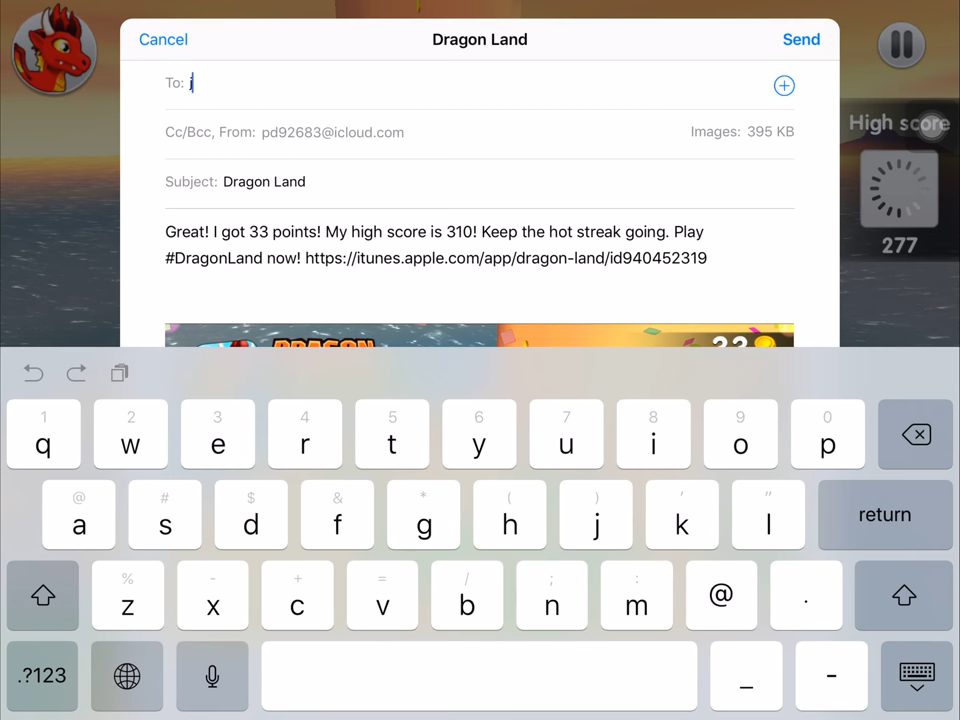 Cancel
Dragon Land
Send
To: j
Cc/Bcc, From: pd92683@icloud.com
Images: 395 KB
High score
Subject: Dragon Land
277
Great! I got 33 points! My high score is 310! Keep the hot streak going. Play
#DragonLand now! https://itunes.apple.com/app/dragon-land/id940452319
DRAGON
33
1 2 3 4 5 6 7 8 9 0
q w e r t y u i o p
@ # $ & * ( ) ' "
a s d f g h j k l return
% - + = / ; :
z x c v b n m @ .
.?123 _ -